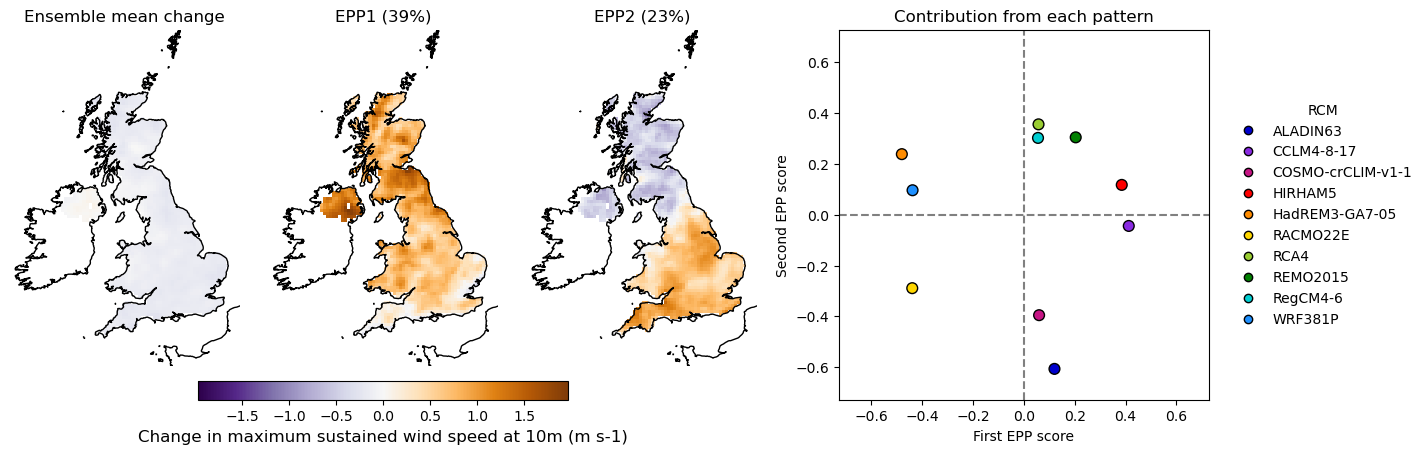 Ensemble mean change
EPP1 (39%)
EPP2 (23%)
Contribution from each pattern
0.6
0.4
0.2
0.0
−0.2
−0.4
−0.6
Second EPP score
−0.6
−0.4
−0.2
0.0
0.2
0.4
0.6
First EPP score
RCM
ALADIN63
CCLM4-8-17
COSMO-crCLIM-v1-1
HIRHAM5
HadREM3-GA7-05
RACMO22E
RCA4
REMO2015
RegCM4-6
WRF381P
−1.5
−1.0
−0.5
0.0
0.5
1.0
1.5
Change in maximum sustained wind speed at 10m (m s-1)